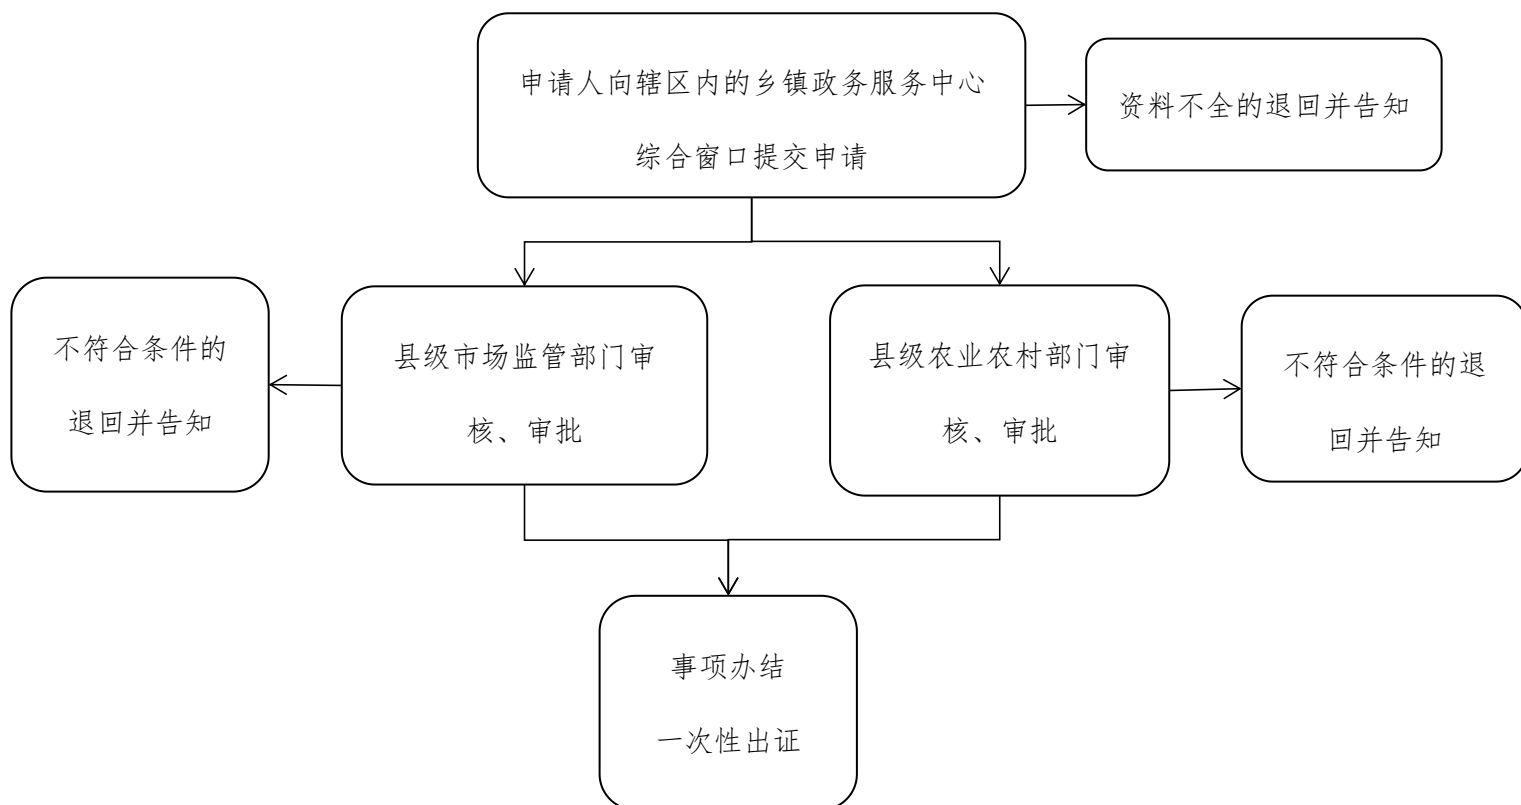 申请人向辖区内的乡镇政务服务中心
综合窗口提交申请
资料不全的退回并告知
不符合条件的
退回并告知
县级市场监管部门审
核、审批
县级农业农村部门审
核、审批
不符合条件的退
回并告知
事项办结
一次性出证